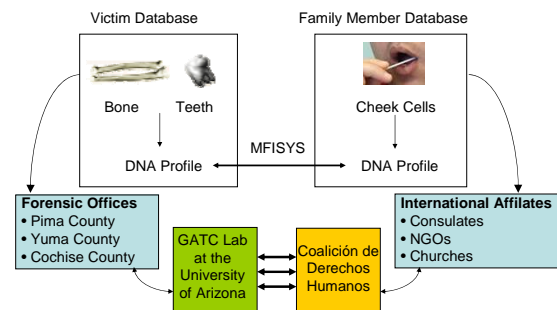 Victim Database
Family Member Database
Bone
Teeth
Cheek Cells
MFISYS
DNA Profile
DNA Profile
Forensic Offices
• Pima County
• Yuma County
• Cochise County
GATC Lab
at the
University
of Arizona
Coalición de
Derechos
Humanos
International Affilates
• Consulates
• NGOs
• Churches